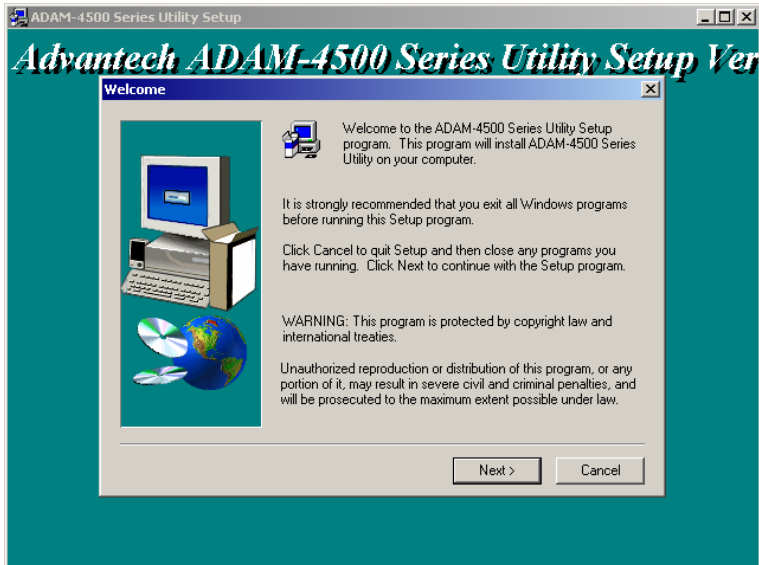 ADAM-4500 Series Utility Setup
Advantech ADAM-4500 Series Utility Setup Ver
Welcome
Welcome to the ADAM-4500 Series Utility Setup
program. This program will install ADAM-4500 Series
Utility on your computer.
It is strongly recommended that you exit all Windows programs
before running this Setup program.
Click Cancel to quit Setup and then close any programs you
have running. Click Next to continue with the Setup program.
WARNING: This program is protected by copyright law and
international treaties.
Unauthorized reproduction or distribution of this program, or any
portion of it, may result in severe civil and criminal penalties, and
will be prosecuted to the maximum extent possible under law.
Next >
Cancel